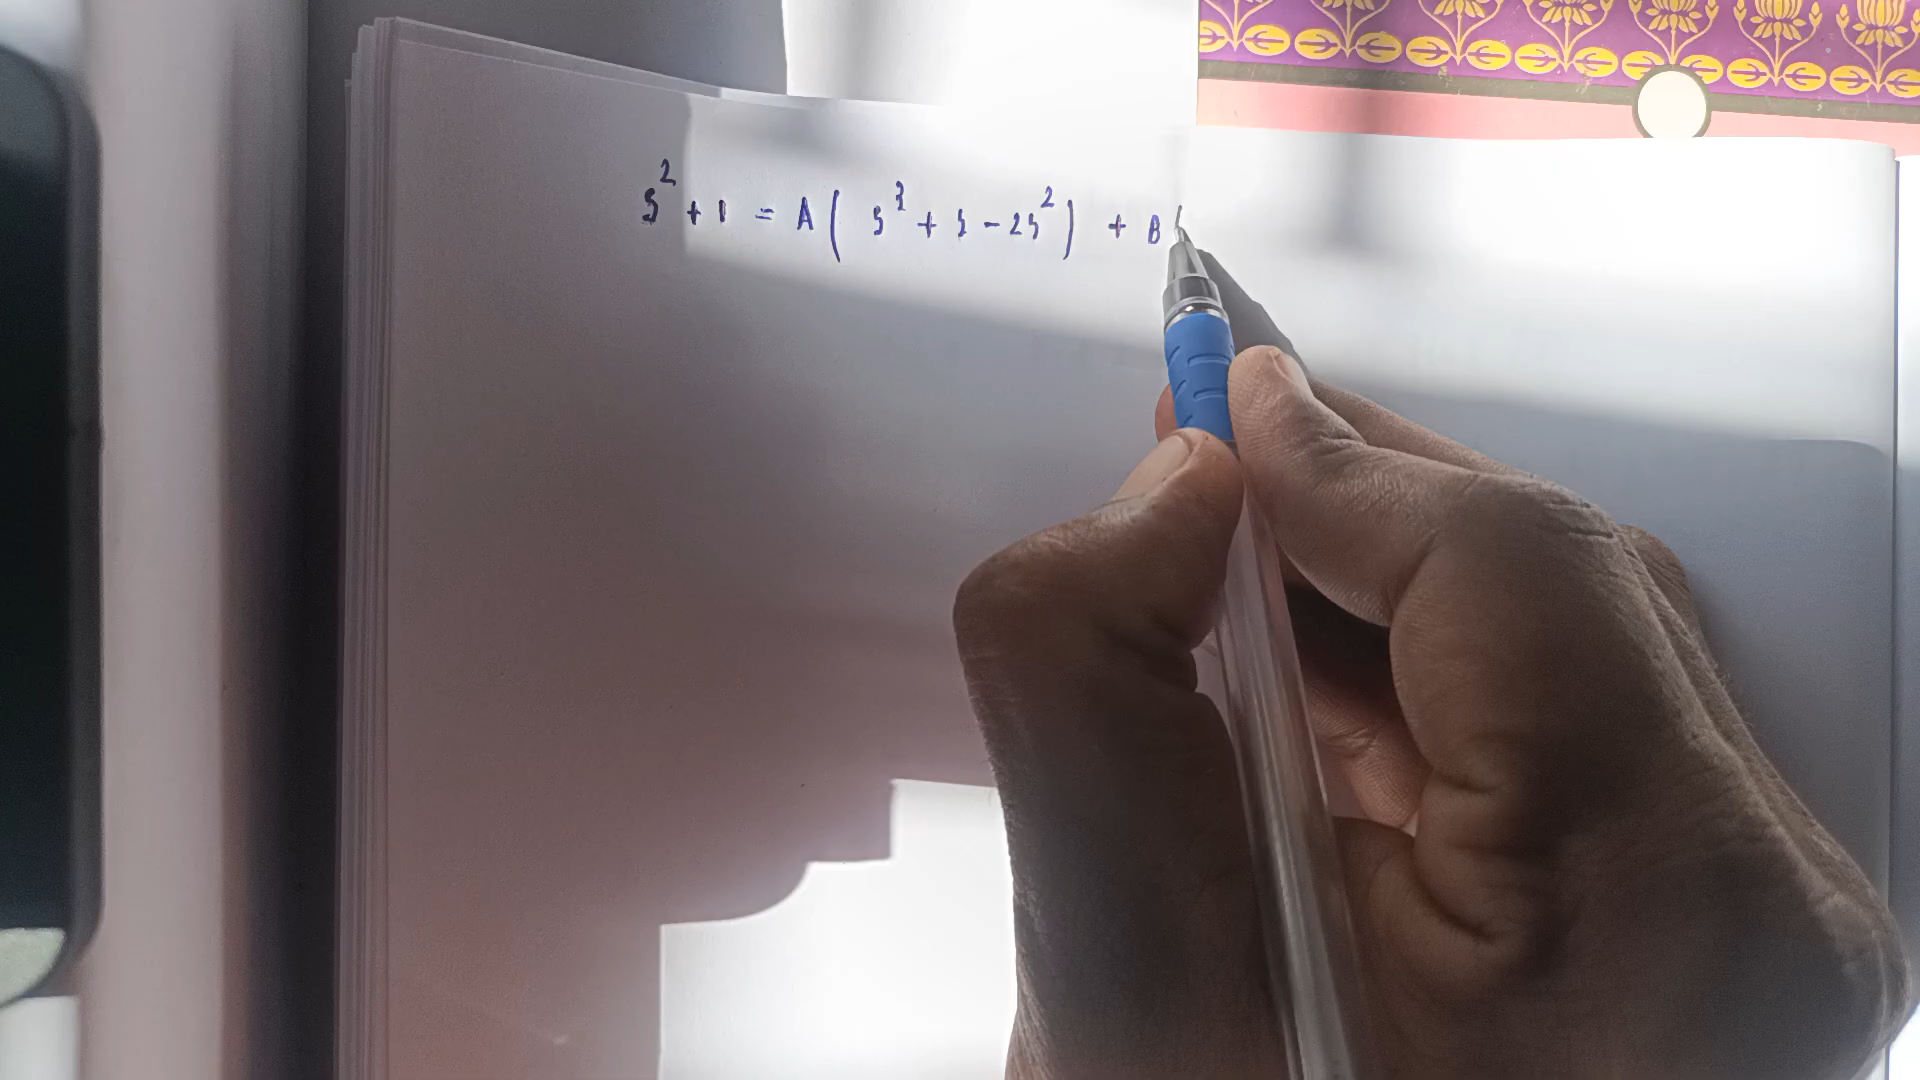 s² + 1 = A ( s³ + s - 2s² ) + B (